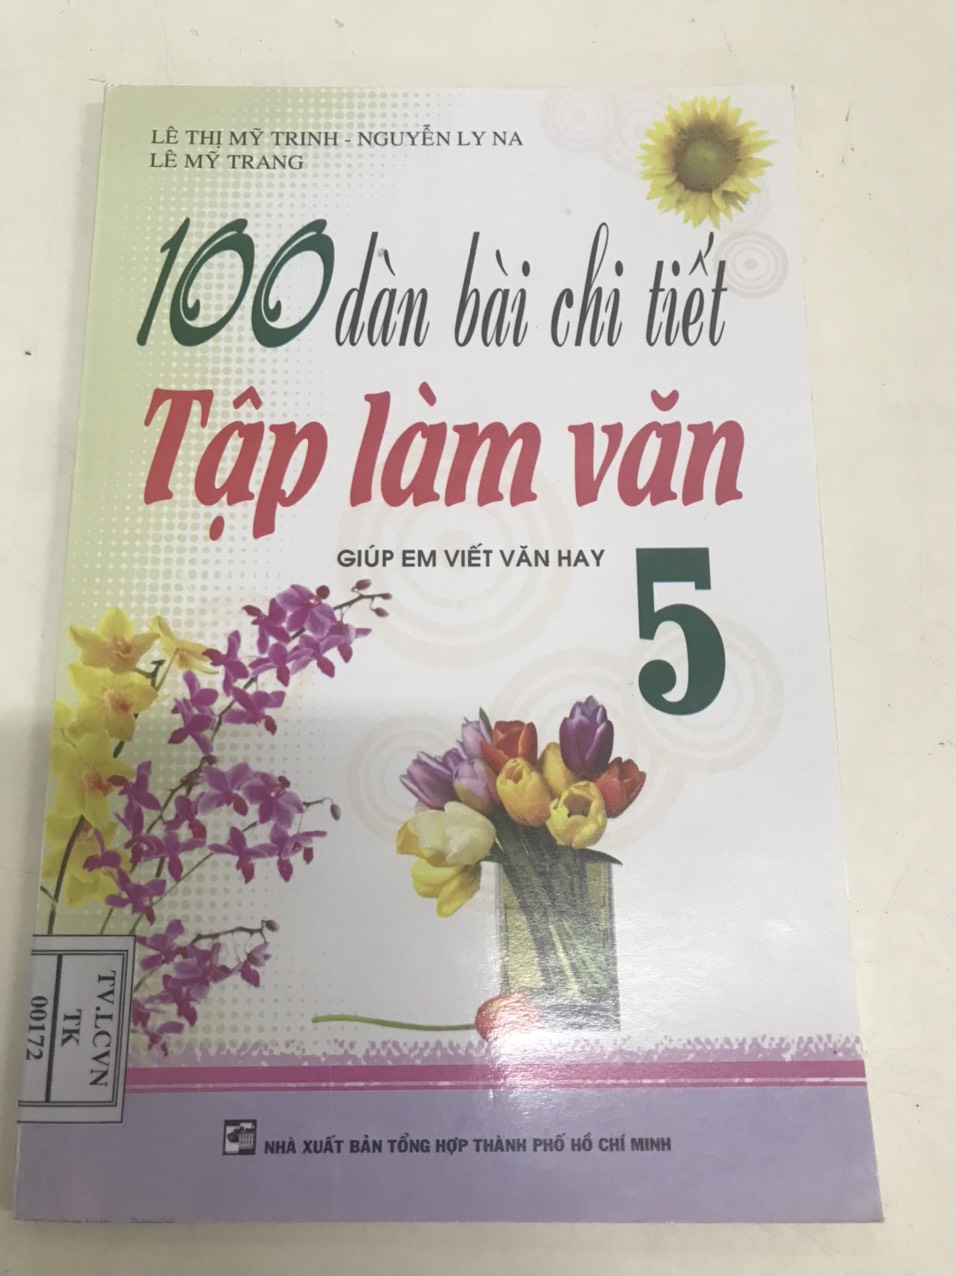 LÊ THỊ MỸ TRINH - NGUYỄN LY NA
LÊ MỸ TRANG
100 dàn bài chi tiết
Tập làm văn
GIÚP EM VIẾT VĂN HAY
5
TV.LCVN
TK
00172
NHÀ XUẤT BẢN TỔNG HỢP THÀNH PHỐ HỒ CHÍ MINH